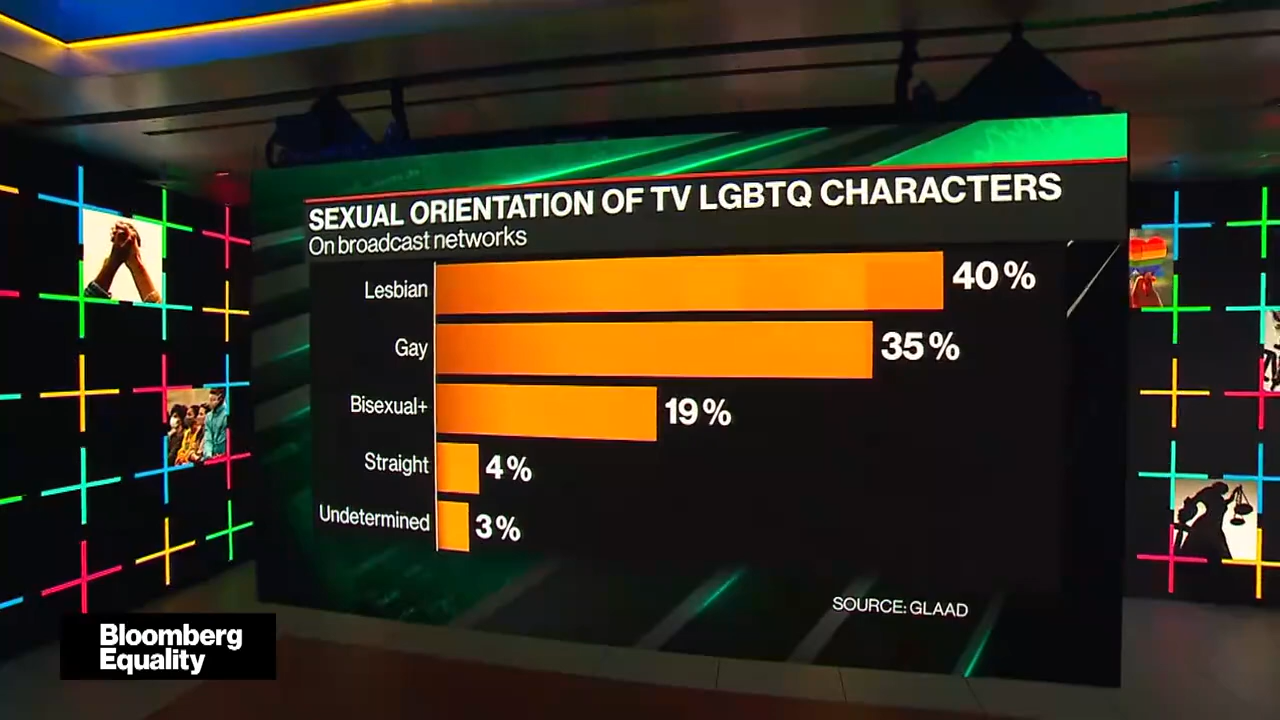 SEXUAL ORIENTATION OF TV LGBTQ CHARACTERS
On broadcast networks
Lesbian 40%
Gay 35%
Bisexual+ 19%
Straight 4%
Undetermined 3%
SOURCE: GLAAD
Bloomberg
Equality